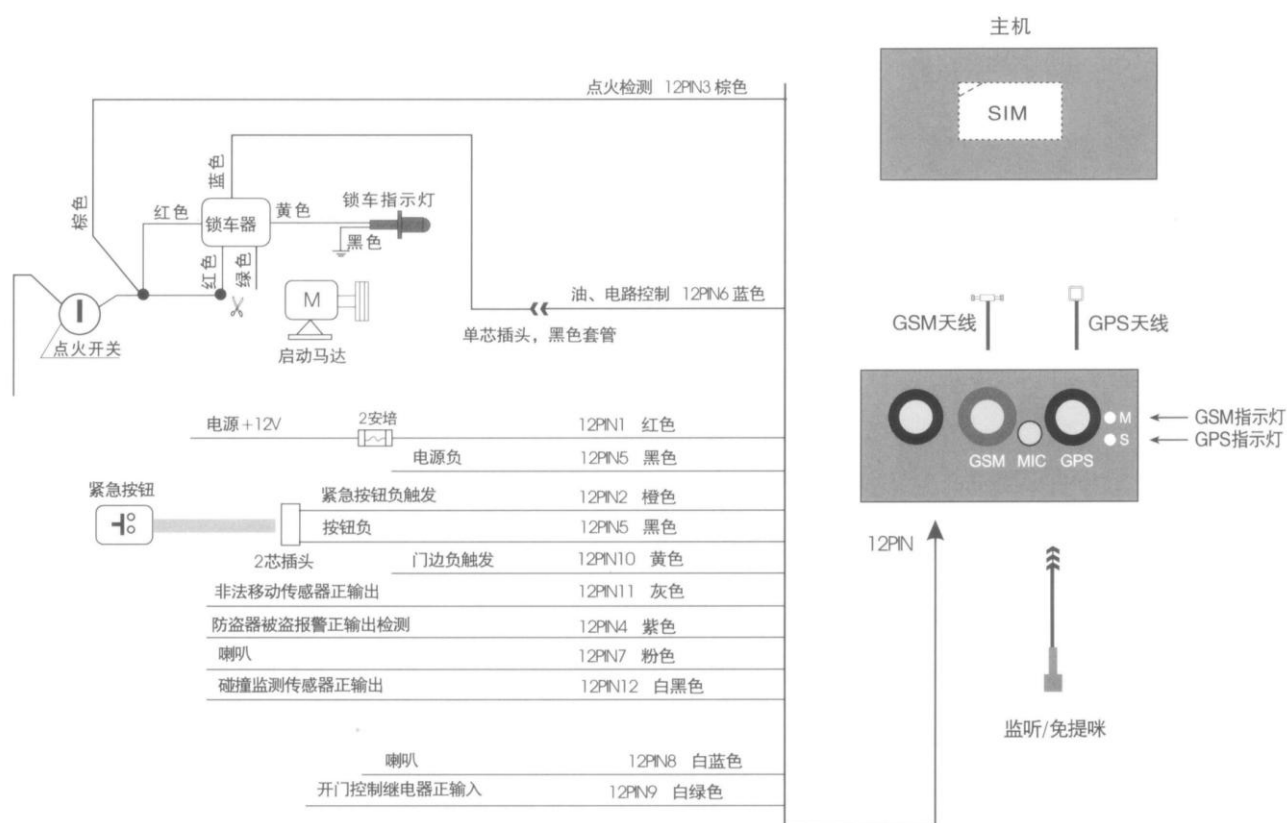 主机
SIM
点火检测 12PIN3 棕色
蓝色
棕色
红色
锁车器
黄色
锁车指示灯
黑色
红色
绿色
M
启动马达
点火开关
油、电路控制 12PIN6 蓝色
单芯插头，黑色套管
GSM天线
GPS天线
M
GSM指示灯
S
GPS指示灯
GSM MIC GPS
电源+12V 2安培 12PIN1 红色
电源负 12PIN5 黑色
紧急按钮
紧急按钮负触发 12PIN2 橙色
按钮负 12PIN5 黑色
2芯插头
门边负触发 12PIN10 黄色
非法移动传感器正输出 12PIN11 灰色
防盗器被盗报警正输出检测 12PIN4 紫色
喇叭 12PIN7 粉色
碰撞监测传感器正输出 12PIN12 白黑色
喇叭 12PIN8 白蓝色
开门控制继电器正输入 12PIN9 白绿色
12PIN
监听/免提咪